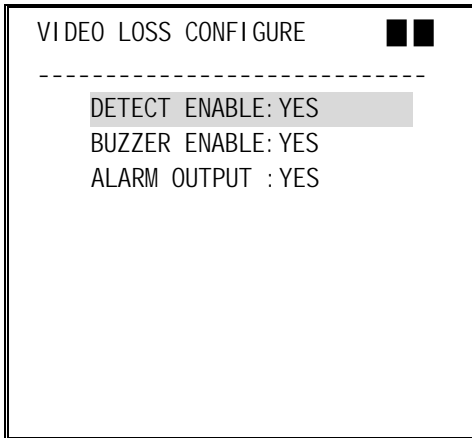 VIDEO LOSS CONFIGURE ■■
----------------------------
DETECT ENABLE:YES
BUZZER ENABLE:YES
ALARM OUTPUT :YES